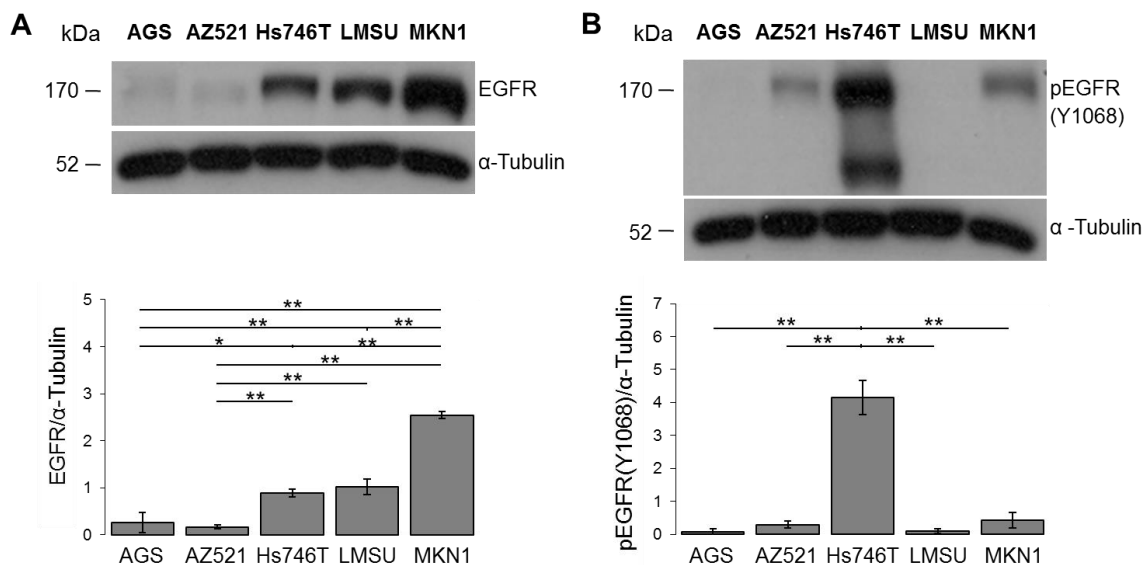 A
kDa AGS AZ521 Hs746T LMSU MKN1
170
EGFR
52
α-Tubulin
EGFR/α-Tubulin
5
4
3
2
1
0
**
** **
* **
**
**
**
AGS AZ521 Hs746T LMSU MKN1
B
kDa AGS AZ521 Hs746T LMSU MKN1
170
pEGFR
(Y1068)
52
α -Tubulin
pEGFR(Y1068)/α-Tubulin
7
6
5
4
3
2
1
0
** **
** **
AGS AZ521 Hs746T LMSU MKN1